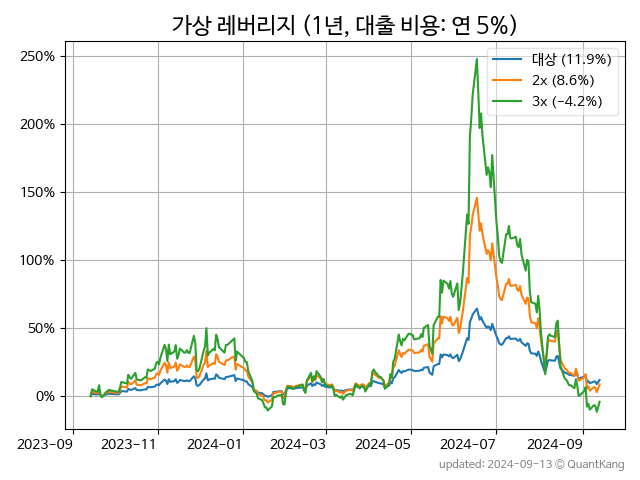 가상 레버리지 (1년, 대출 비용: 연 5%)
250%
200%
150%
100%
50%
0%
대상 (11.9%)
2x (8.6%)
3x (−4.2%)
2023-09
2023-11
2024-01
2024-03
2024-05
2024-07
2024-09
updated: 2024-09-13 © QuantKang